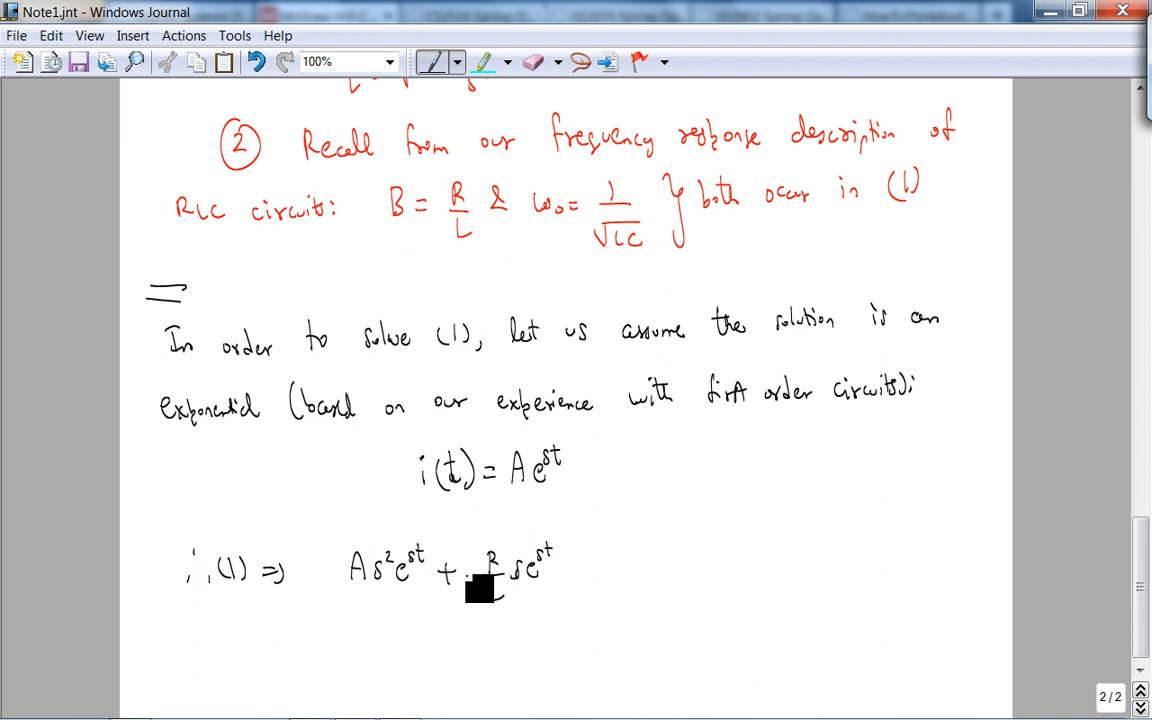 Note1.jnt - Windows Journal
File Edit View Insert Actions Tools Help
100%
② Recall from our frequency response description of
RLC circuits: B = R/L & ω₀ = 1/√LC } both occur in (1)
In order to solve (1), let us assume the solution is an
exponential (based on our experience with first order circuits):
i(t) = Ae^st
∴ (1) ⇒ As²e^st + R/L se^st
2 / 2